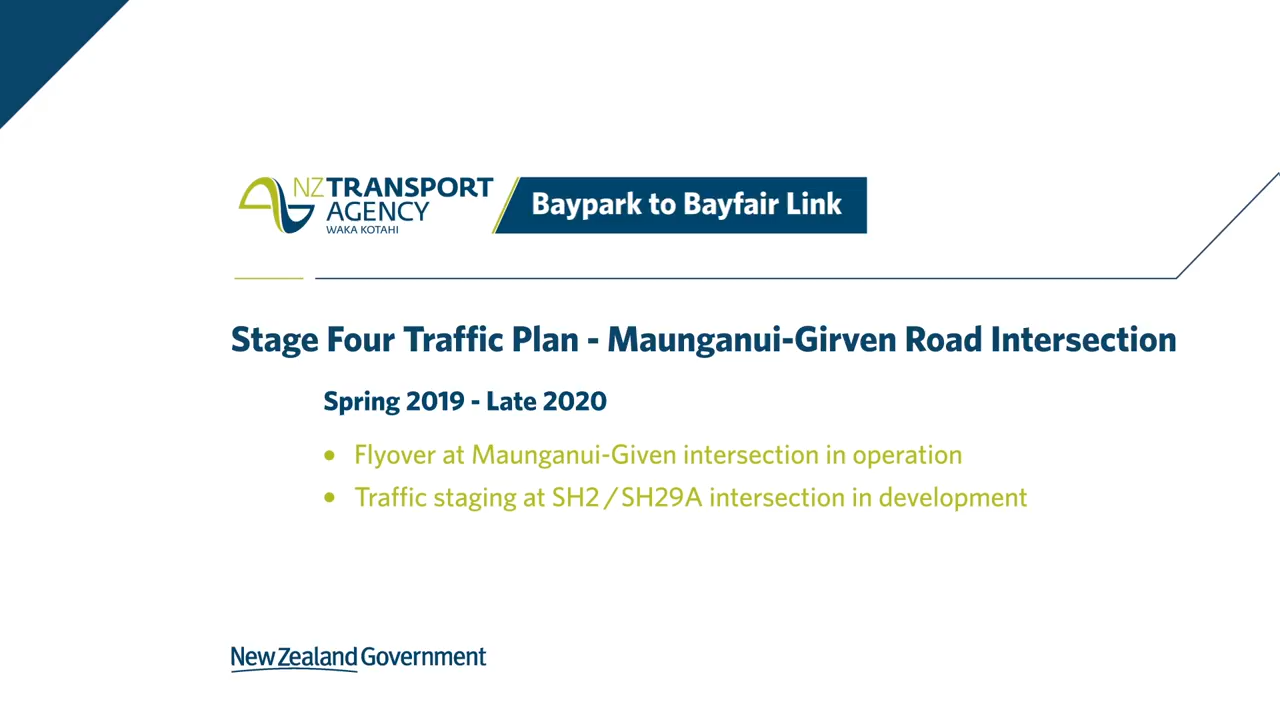 NZ TRANSPORT
AGENCY
WAKA KOTAHI
Baypark to Bayfair Link
Stage Four Traffic Plan - Maunganui-Girven Road Intersection
Spring 2019 - Late 2020
• Flyover at Maunganui-Given intersection in operation
• Traffic staging at SH2 / SH29A intersection in development
New Zealand Government